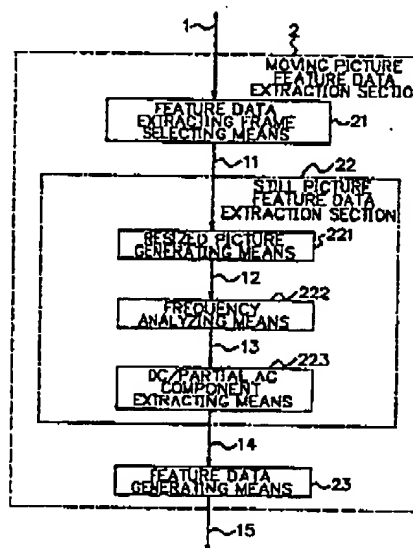 1
2
MOVING PICTURE
FEATURE DATA
EXTRACTION SECTION
FEATURE DATA
EXTRACTING FRAME
SELECTING MEANS
21
11
22
STILL PICTURE
FEATURE DATA
EXTRACTION SECTION
RESIZED PICTURE
GENERATING MEANS
221
12
222
FREQUENCY
ANALYZING MEANS
13
223
DC/PARTIAL AC
COMPONENT
EXTRACTING MEANS
14
FEATURE DATA
GENERATING MEANS
23
15